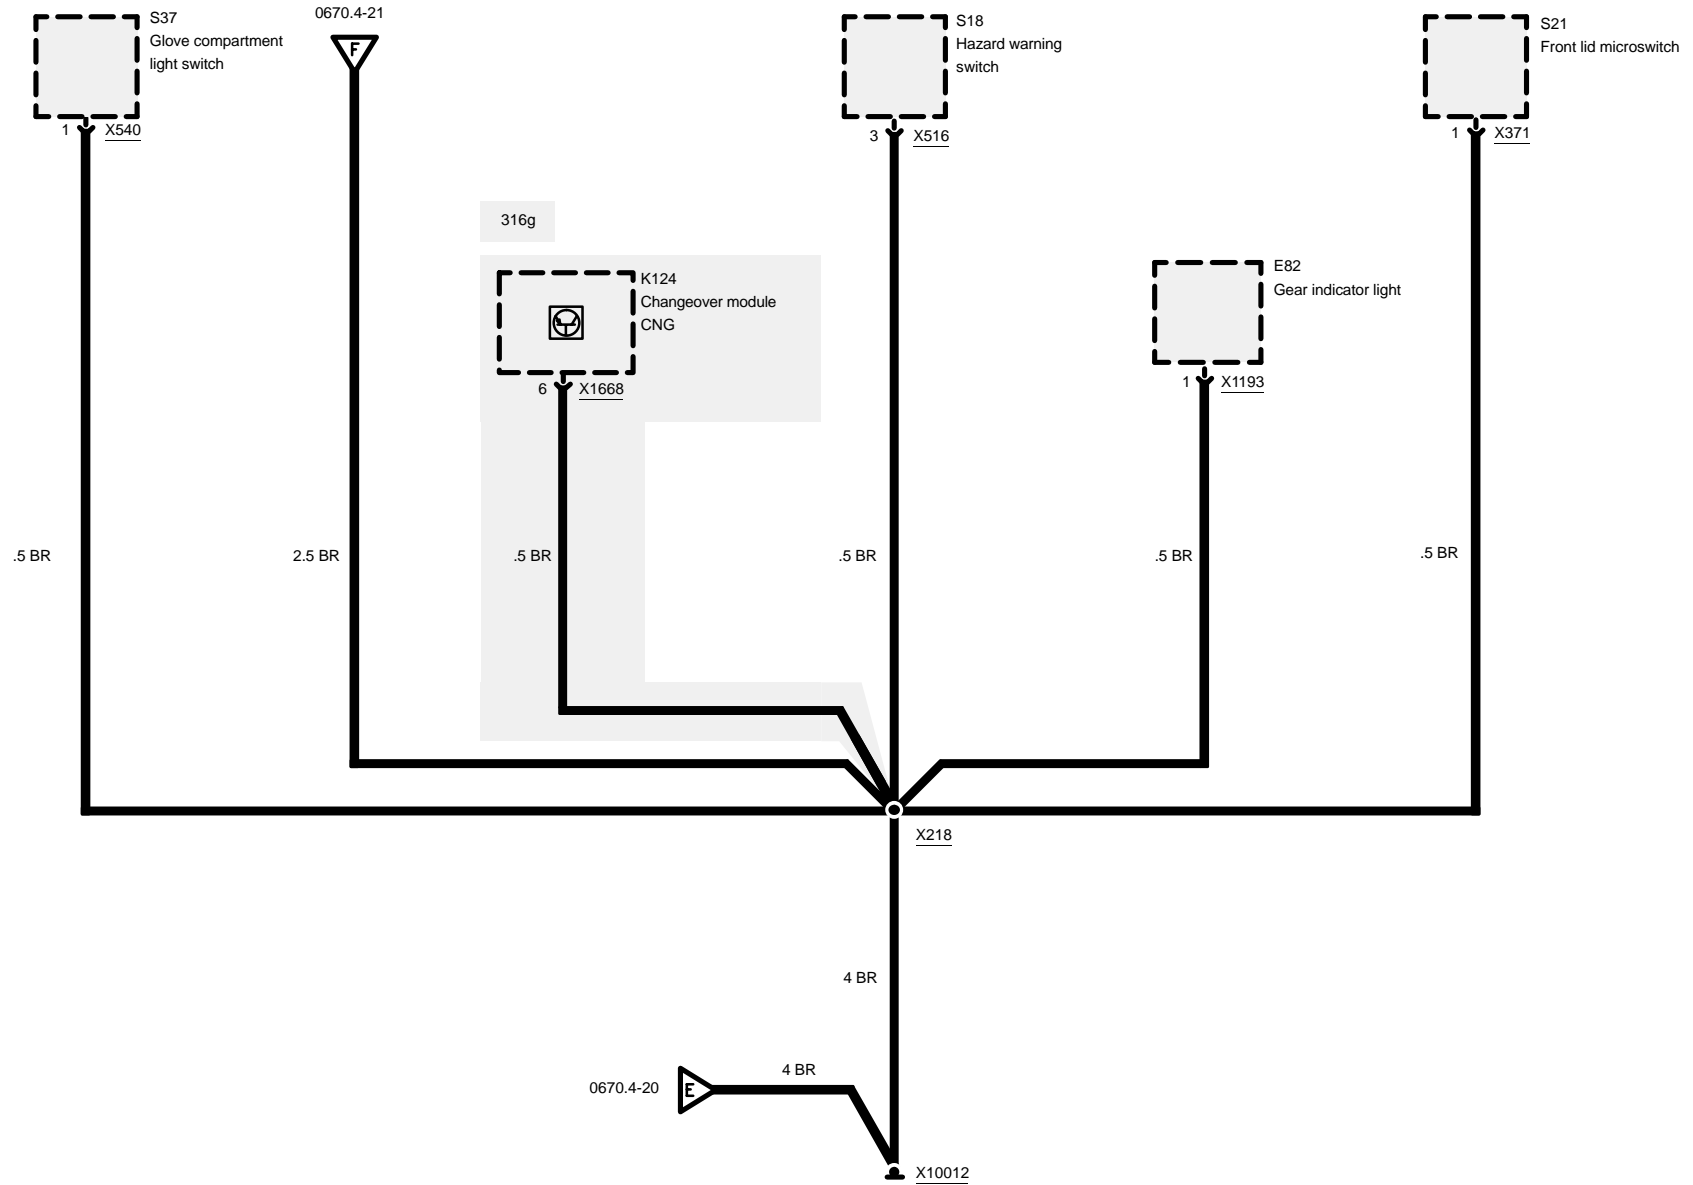 S37
Glove compartment
light switch
1
X540
0670.4-21
F
S18
Hazard warning
switch
3
X516
S21
Front lid microswitch
1
X371
316g
K124
Changeover module
CNG
6
X1668
E82
Gear indicator light
1
X1193
.5 BR
2.5 BR
.5 BR
.5 BR
.5 BR
.5 BR
X218
4 BR
4 BR
0670.4-20
E
X10012